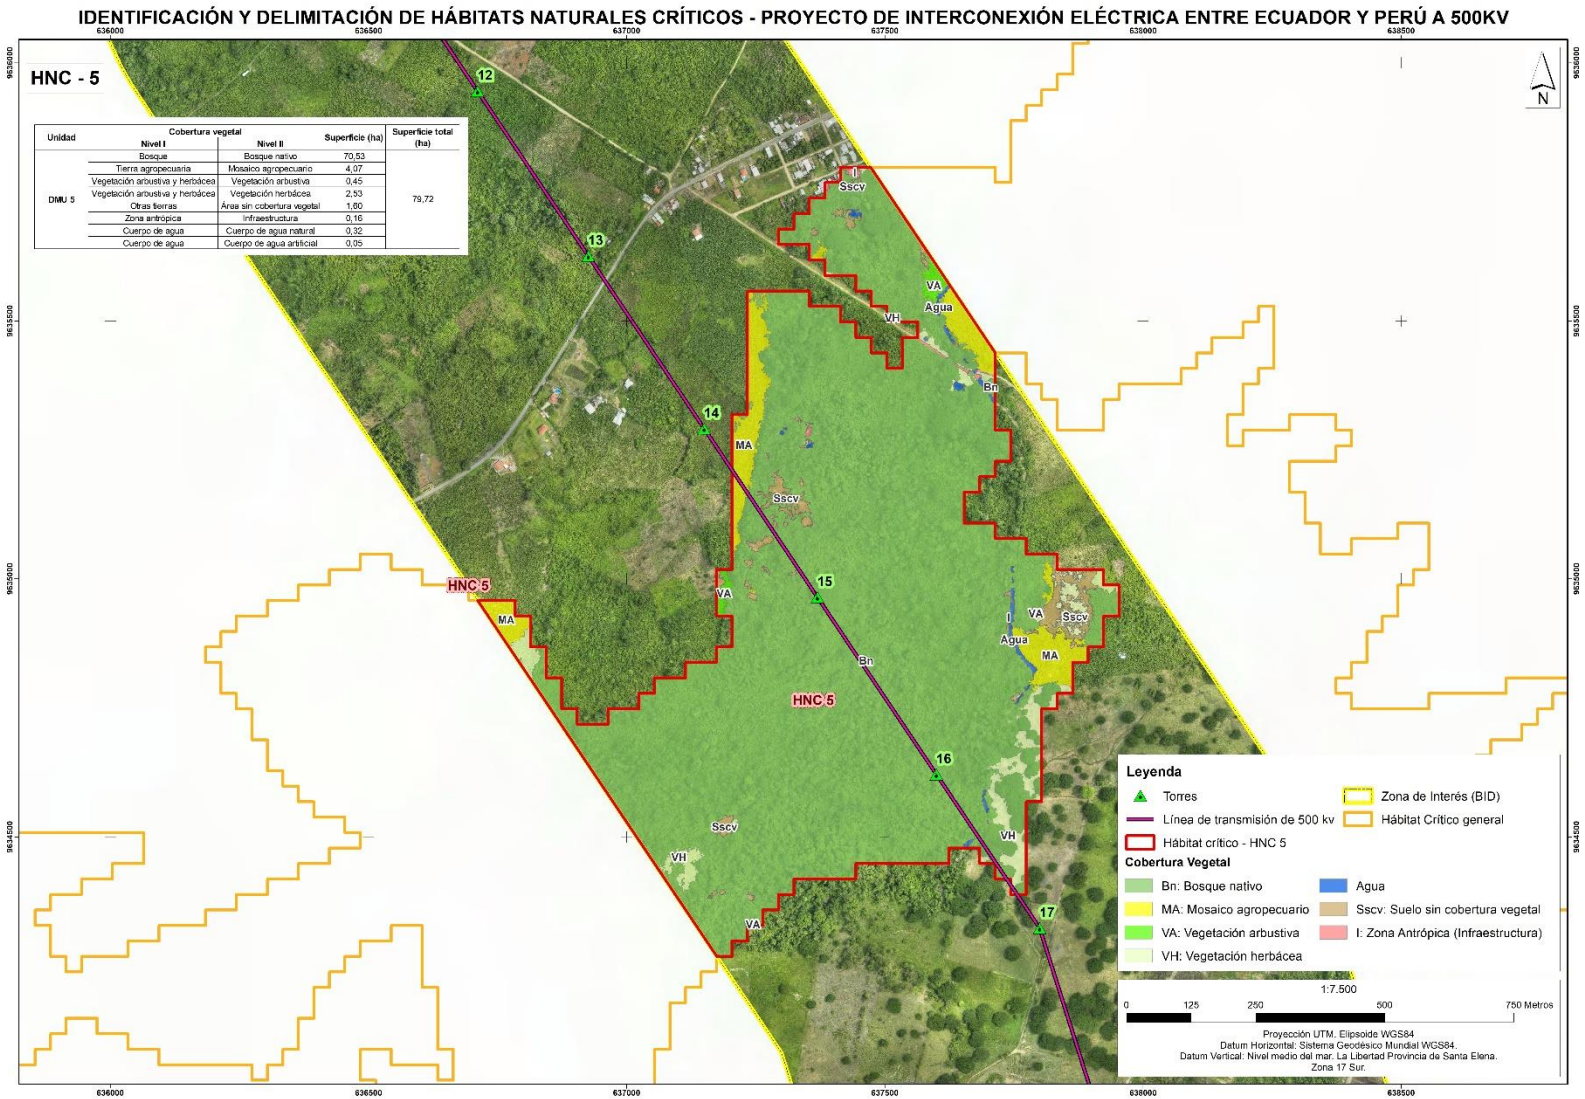 IDENTIFICACIÓN Y DELIMITACIÓN DE HÁBITATS NATURALES CRÍTICOS - PROYECTO DE INTERCONEXIÓN ELÉCTRICA ENTRE ECUADOR Y PERÚ A 500KV
636000 636500 637000 637500 638000 638500
9636000 9636000
HNC - 5
N
Unidad Cobertura vegetal Superficie (ha) Superficie total (ha)
Nivel I Nivel II
DMU 5
Bosque Bosque nativo 70,53
Tierra agropecuaria Mosaico agropecuario 4,07
Vegetación arbustiva y herbácea Vegetación arbustiva 0,45
Vegetación arbustiva y herbácea Vegetación herbácea 2,53
Otras tierras Área sin cobertura vegetal 1,60
Zona antrópica Infraestructura 0,16
Cuerpo de agua Cuerpo de agua natural 0,32
Cuerpo de agua Cuerpo de agua artificial 0,05
79,72
12
I
Sscv
13
VA
Agua
VH
9635500 9635500
Bn
14
MA
Sscv
HNC 5
9635000 9635000
VA
15
MA
VA
Sscv
I
Agua
MA
Bn
HNC 5
16
Sscv
VH
VH
9634500 9634500
VA
17
Leyenda
Torres
Línea de transmisión de 500 kv
Hábitat crítico - HNC 5
Zona de Interés (BID)
Hábitat Crítico general
Cobertura Vegetal
Bn: Bosque nativo
MA: Mosaico agropecuario
VA: Vegetación arbustiva
VH: Vegetación herbácea
Agua
Sscv: Suelo sin cobertura vegetal
I: Zona Antrópica (Infraestructura)
1:7.500
0 125 250 500 750 Metros
Proyección UTM. Elipsoide WGS84
Datum Horizontal: Sistema Geodésico Mundial WGS84.
Datum Vertical: Nivel medio del mar. La Libertad Provincia de Santa Elena.
Zona 17 Sur.
636000 636500 637000 637500 638000 638500